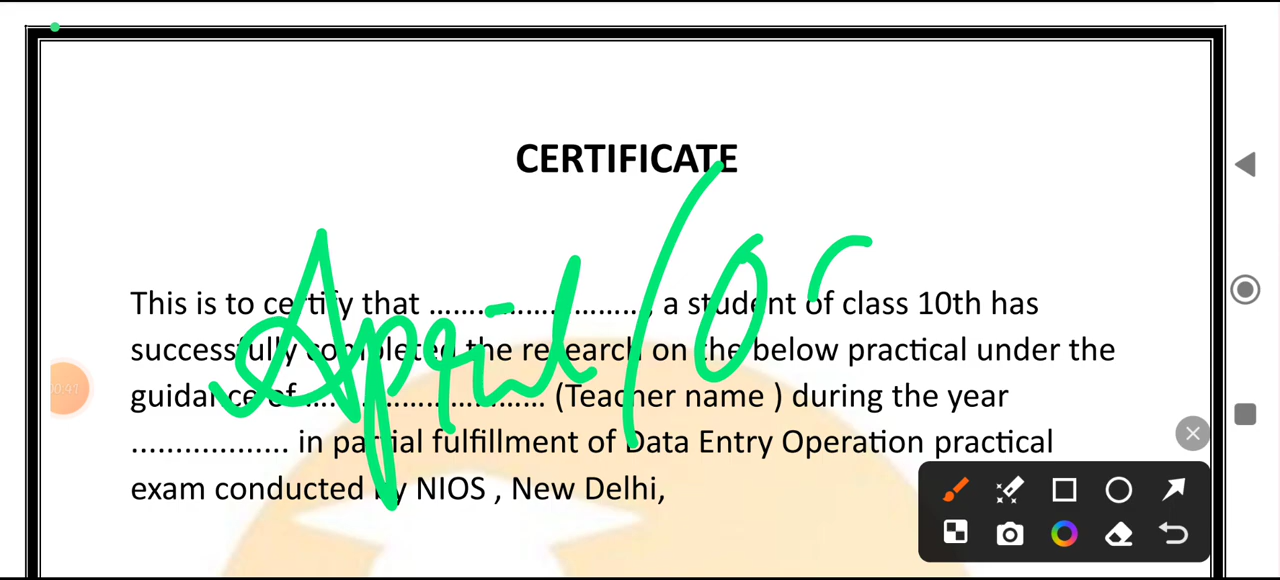 CERTIFICATE
April/O
This is to certify that ........................, a student of class 10th has
successfully completed the research on the below practical under the
guidance of ........................... (Teacher name ) during the year
.................. in partial fulfillment of Data Entry Operation practical
exam conducted by NIOS , New Delhi,